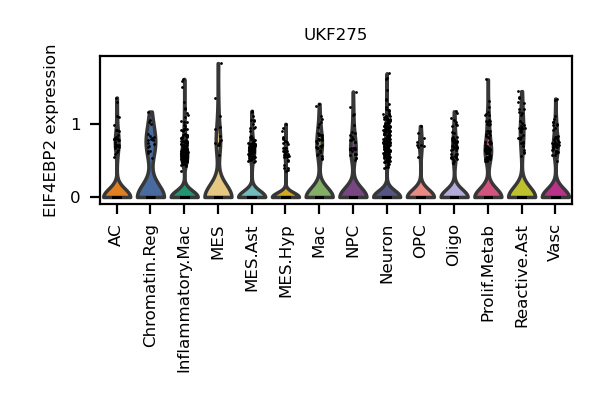 UKF275
EIF4EBP2 expression
1
0
AC
Chromatin.Reg
Inflammatory.Mac
MES
MES.Ast
MES.Hyp
Mac
NPC
Neuron
OPC
Oligo
Prolif.Metab
Reactive.Ast
Vasc